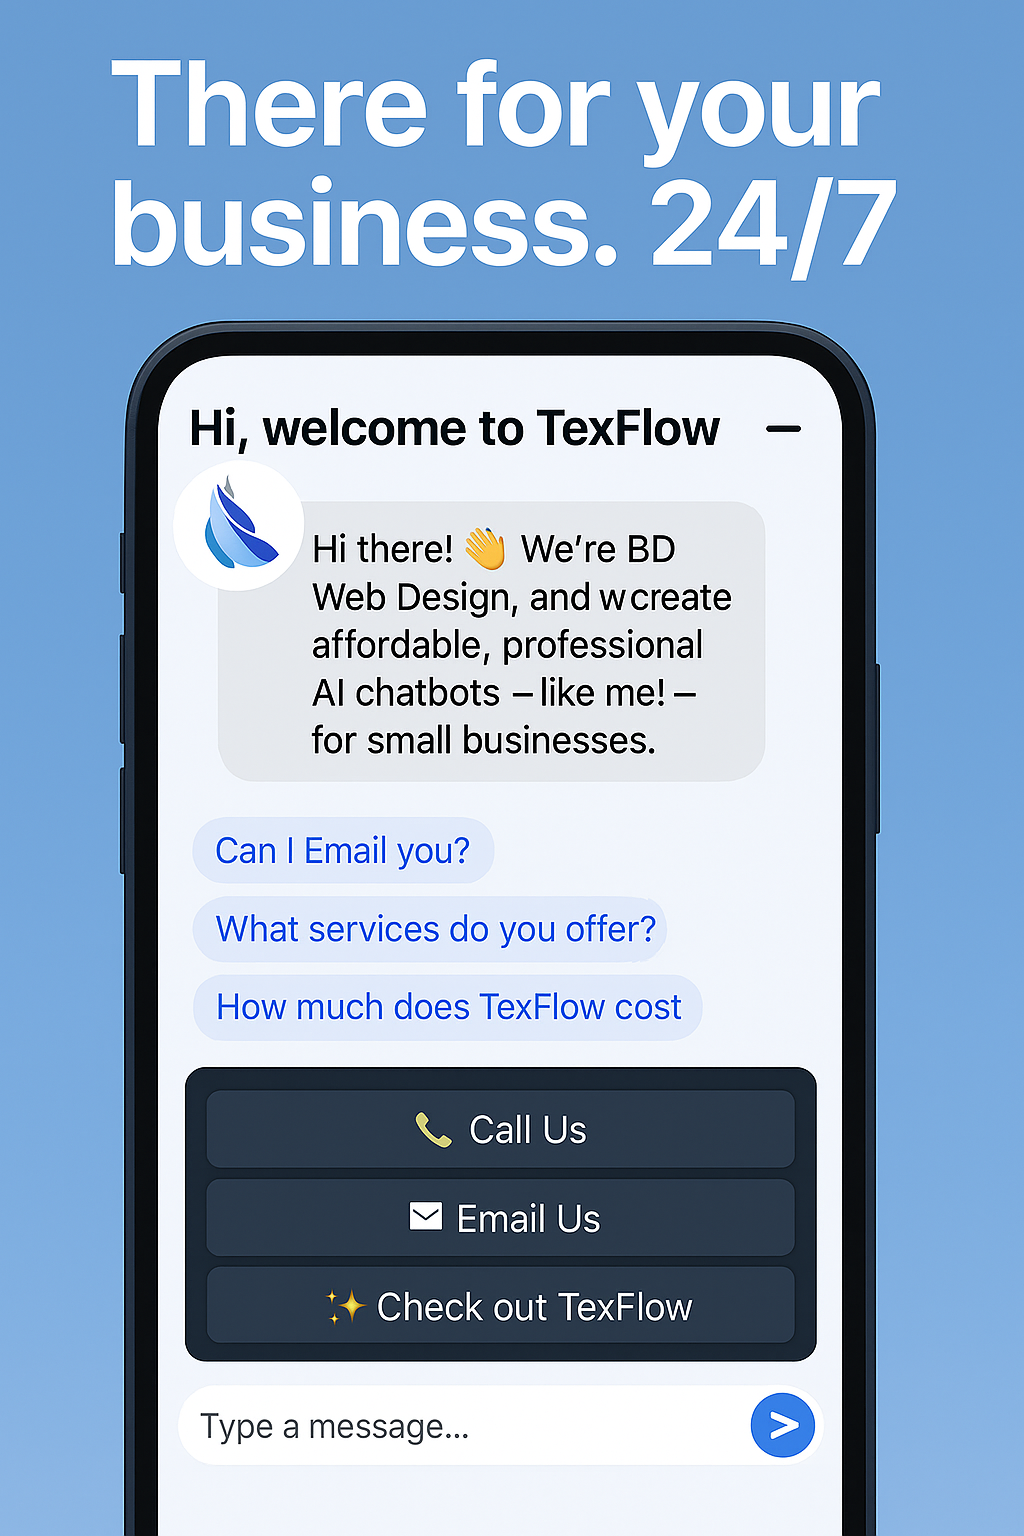 There for your
business. 24/7
Hi, welcome to TexFlow
Hi there! 👋 We’re BD
Web Design, and wcreate
affordable, professional
AI chatbots – like me! –
for small businesses.
Can I Email you?
What services do you offer?
How much does TexFlow cost
Call Us
Email Us
Check out TexFlow
Type a message...